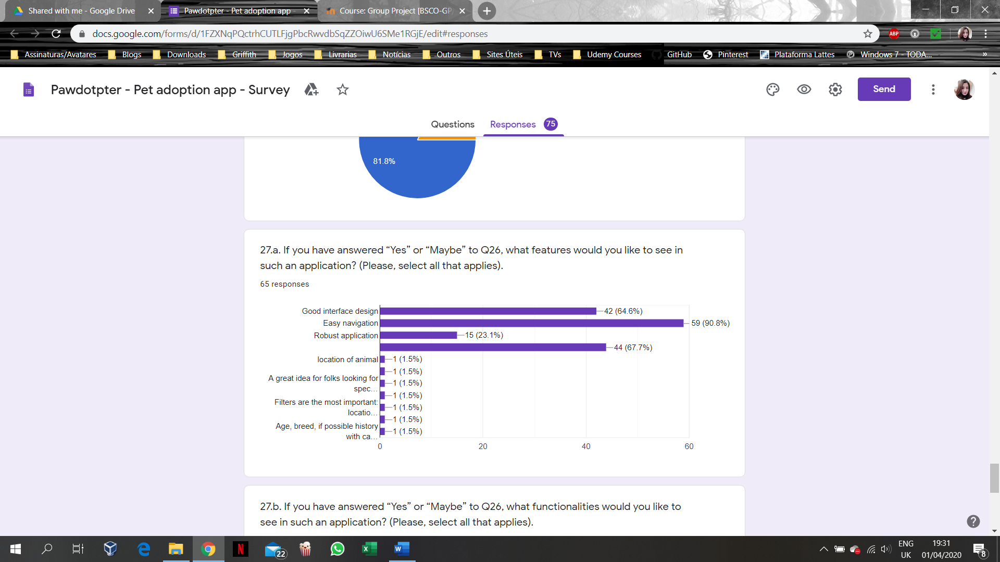 Shared with me - Google Drive
Pawdotpter - Pet adoption app -
Course: Group Project [BSCO-GP
docs.google.com/forms/d/1FZXNqPQctrhCUTLFjgPbcRwvdbSqZZOiwU6SMe1RGjE/edit#responses
ABP
Assinaturas/Avatares
Blogs
Downloads
Griffith
Jogos
Livrarias
Notícias
Outros
Sites Úteis
TVs
Udemy Courses
GitHub
Pinterest
Plataforma Lattes
Windows 7 - TODA...
»
Pawdotpter - Pet adoption app - Survey
Send
Questions
Responses 75
81.8%
27.a. If you have answered “Yes” or “Maybe” to Q26, what features would you like to see in
such an application? (Please, select all that applies).
65 responses
Good interface design 42 (64.6%)
Easy navigation 59 (90.8%)
Robust application 15 (23.1%)
44 (67.7%)
location of animal 1 (1.5%)
1 (1.5%)
A great idea for folks looking for
spec... 1 (1.5%)
1 (1.5%)
Filters are the most important:
locatio... 1 (1.5%)
1 (1.5%)
Age, breed, if possible history
with ca... 1 (1.5%)
0 20 40 60
27.b. If you have answered “Yes” or “Maybe” to Q26, what functionalities would you like to
see in such an application? (Please, select all that applies).
N
22
X
W
ENG
UK
19:31
01/04/2020
8